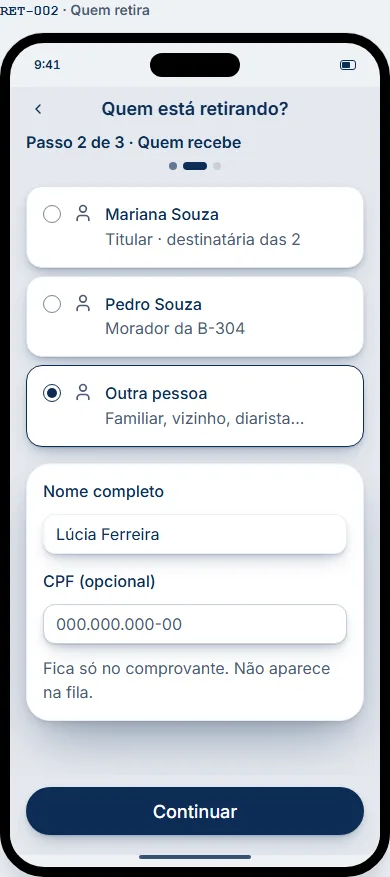 RET-002 · Quem retira
9:41
Quem está retirando?
Passo 2 de 3 · Quem recebe
Mariana Souza
Titular · destinatária das 2
Pedro Souza
Morador da B-304
Outra pessoa
Familiar, vizinho, diarista...
Nome completo
Lúcia Ferreira
CPF (opcional)
000.000.000-00
Fica só no comprovante. Não aparece
na fila.
Continuar